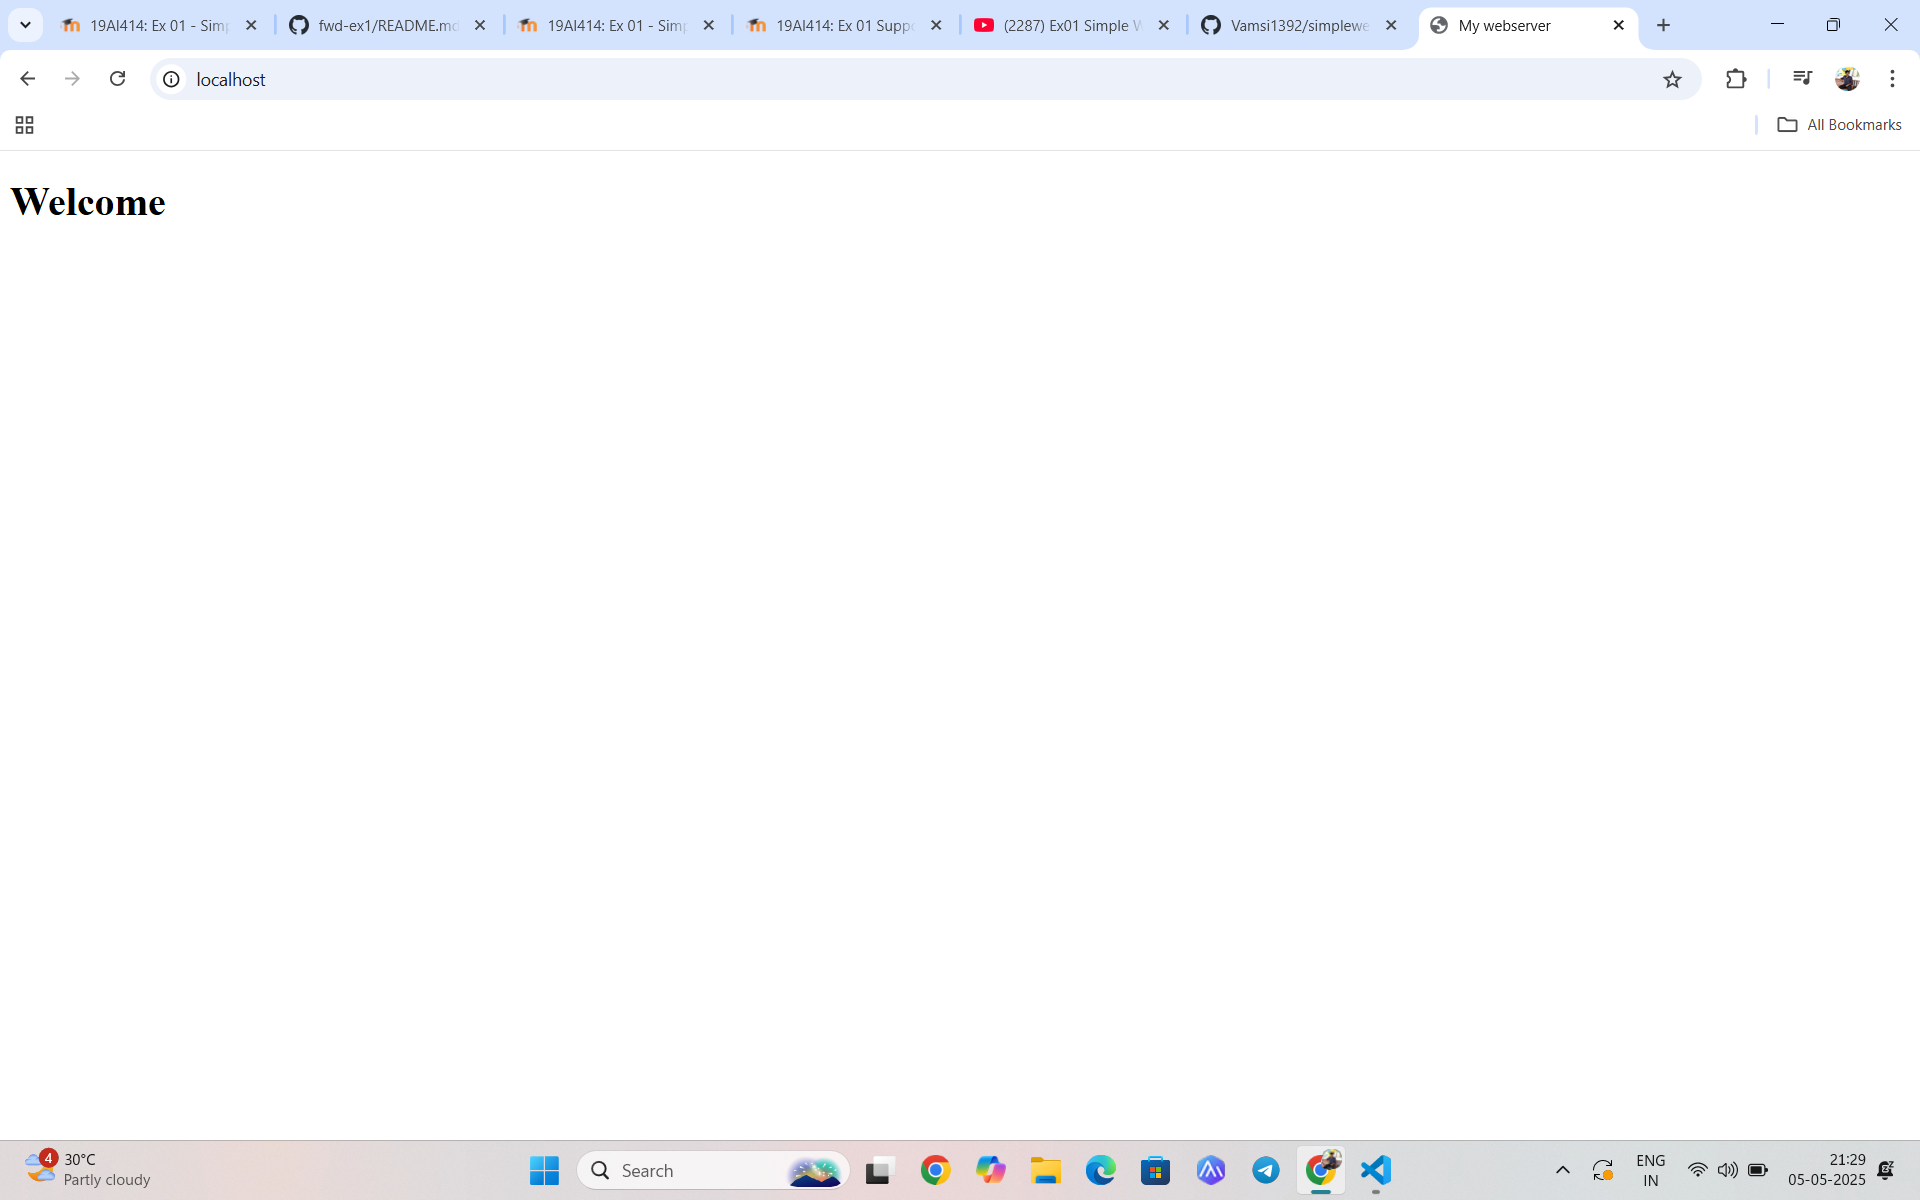 19AI414: Ex 01 - Simp
fwd-ex1/README.md
19AI414: Ex 01 - Simp
19AI414: Ex 01 Suppo
(2287) Ex01 Simple W
Vamsi1392/simplewe
My webserver
localhost
All Bookmarks
Welcome
4
30°C
Partly cloudy
Search
ENG
IN
21:29
05-05-2025